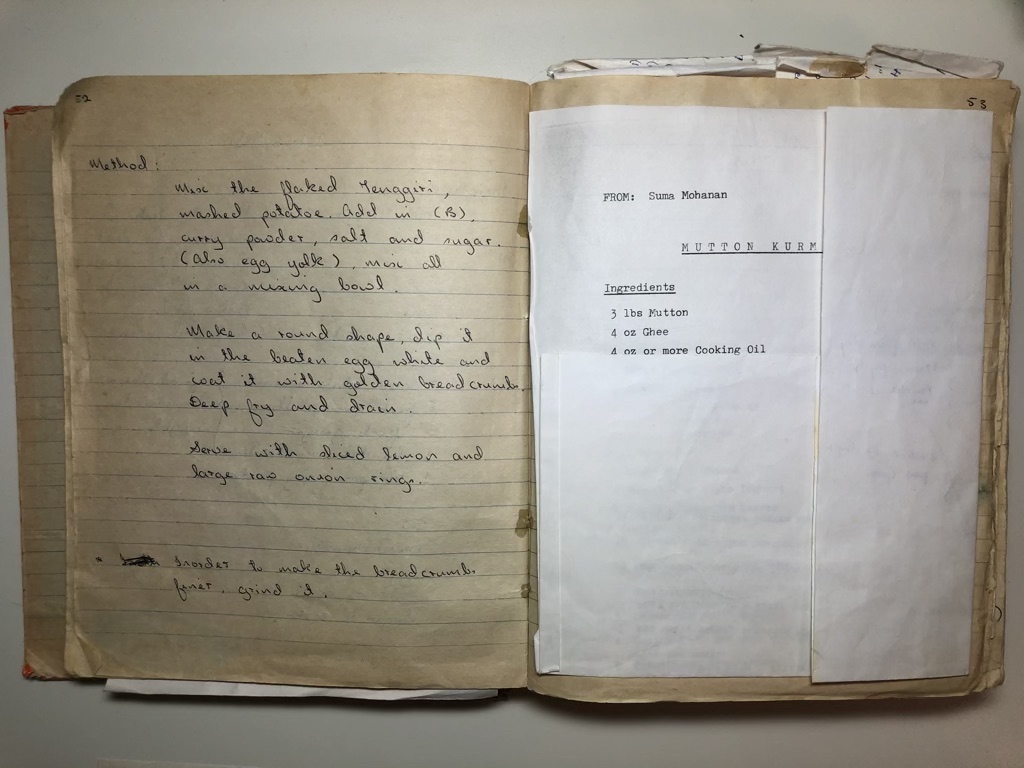 52
Method :
Mix the flaked Tenggiri,
mashed potatoe. Add in (B),
curry powder, salt and sugar.
(Also egg yolk), mix all
in a mixing bowl.
Make a round shape, dip it
in the beaten egg white and
coat it with golden breadcrumbs.
Deep fry and drain.
Serve with sliced lemon and
large raw onion rings.
Inorder to make the breadcrumbs
finer, grind it.
53
FROM: Suma Mohanan
MUTTON KURM
Ingredients
3 lbs Mutton
4 oz Ghee
4 oz or more Cooking Oil